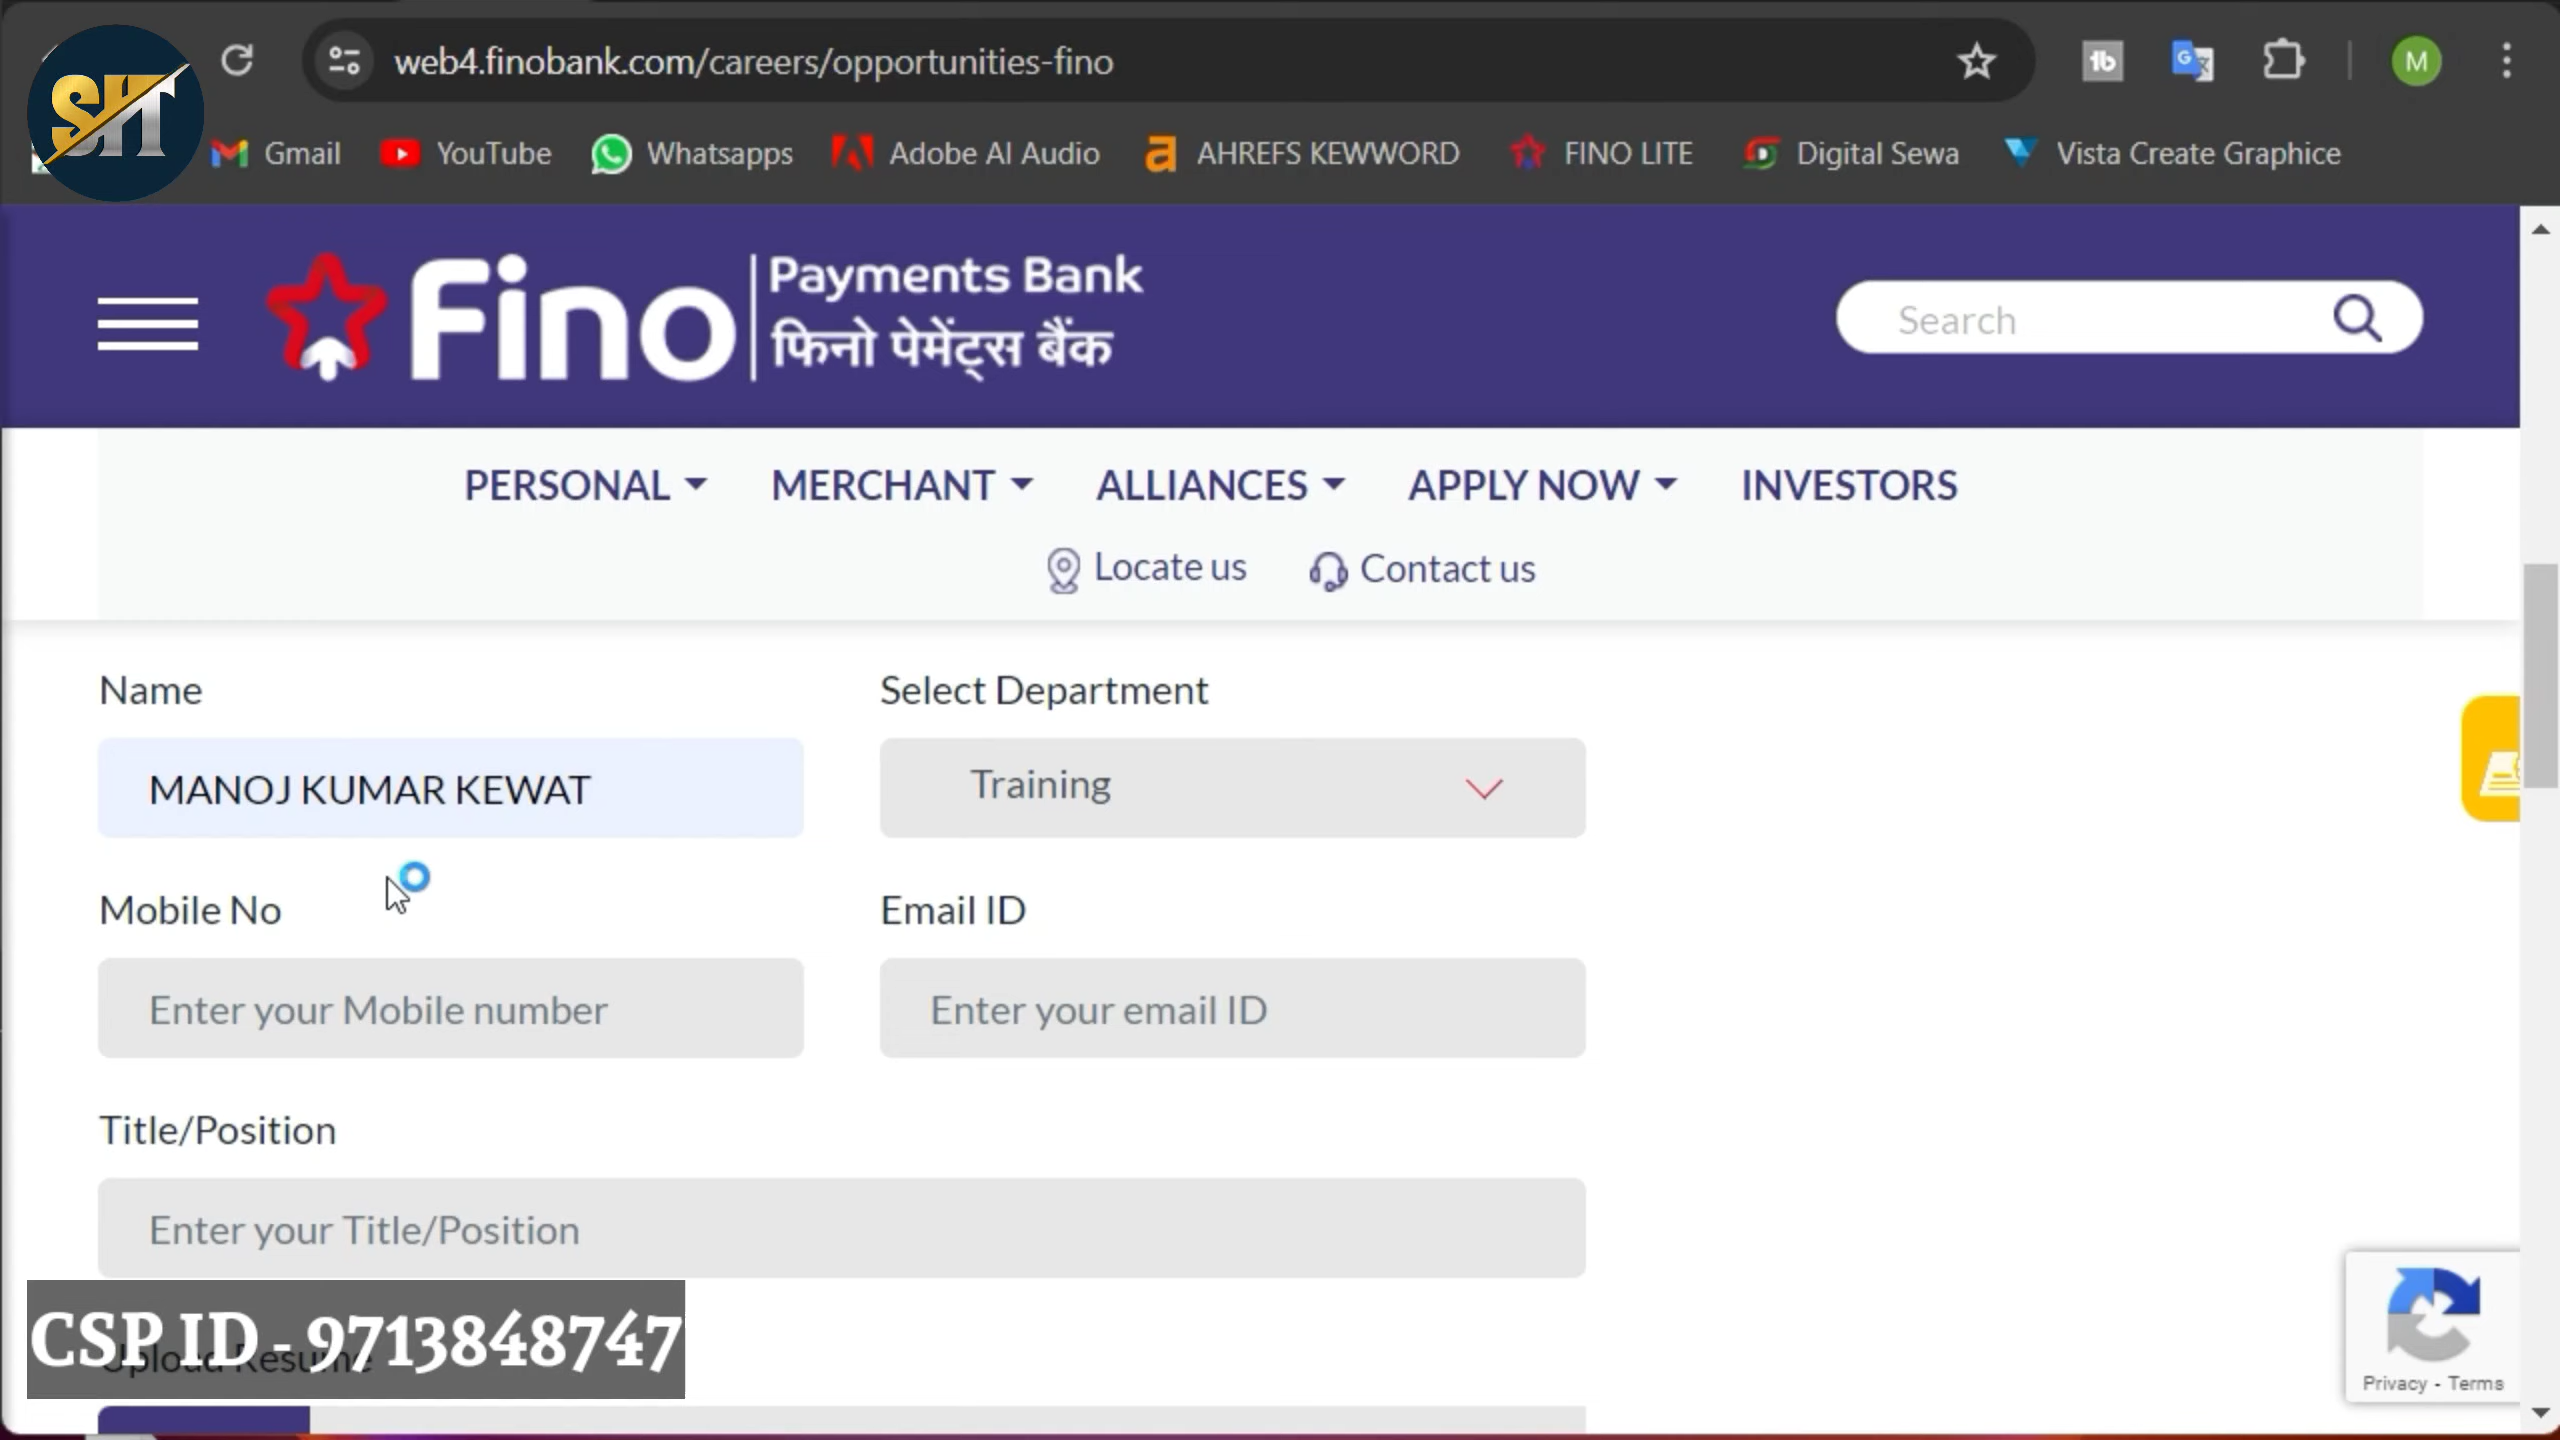 SHT
web4.finobank.com/careers/opportunities-fino
M
Gmail
YouTube
Whatsapps
Adobe AI Audio
AHREFS KEWWORD
FINO LITE
Digital Sewa
Vista Create Graphice
Fino
Payments Bank
फिनो पेमेंट्स बैंक
Search
PERSONAL
MERCHANT
ALLIANCES
APPLY NOW
INVESTORS
Locate us
Contact us
Name
Select Department
MANOJ KUMAR KEWAT
Training
Mobile No
Email ID
Enter your Mobile number
Enter your email ID
Title/Position
Enter your Title/Position
CSP ID - 9713848747
Upload Resume
Privacy - Terms